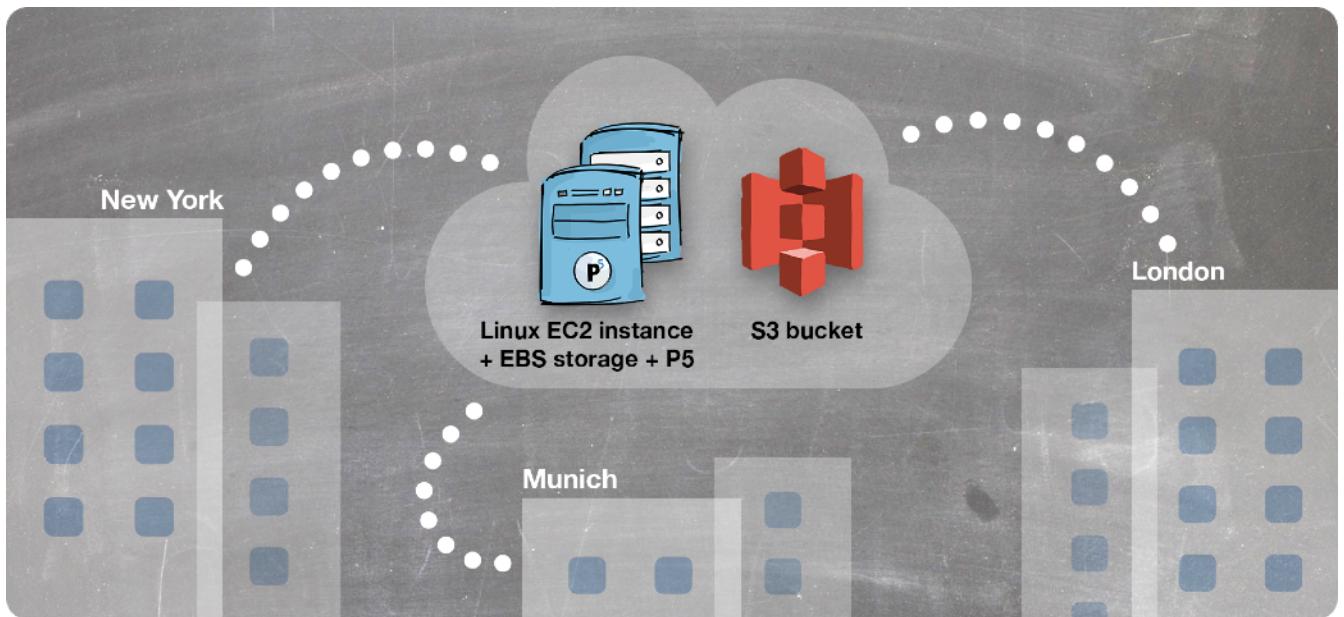 New York
Linux EC2 instance
+ EBS storage + P5
S3 bucket
London
Munich
P5